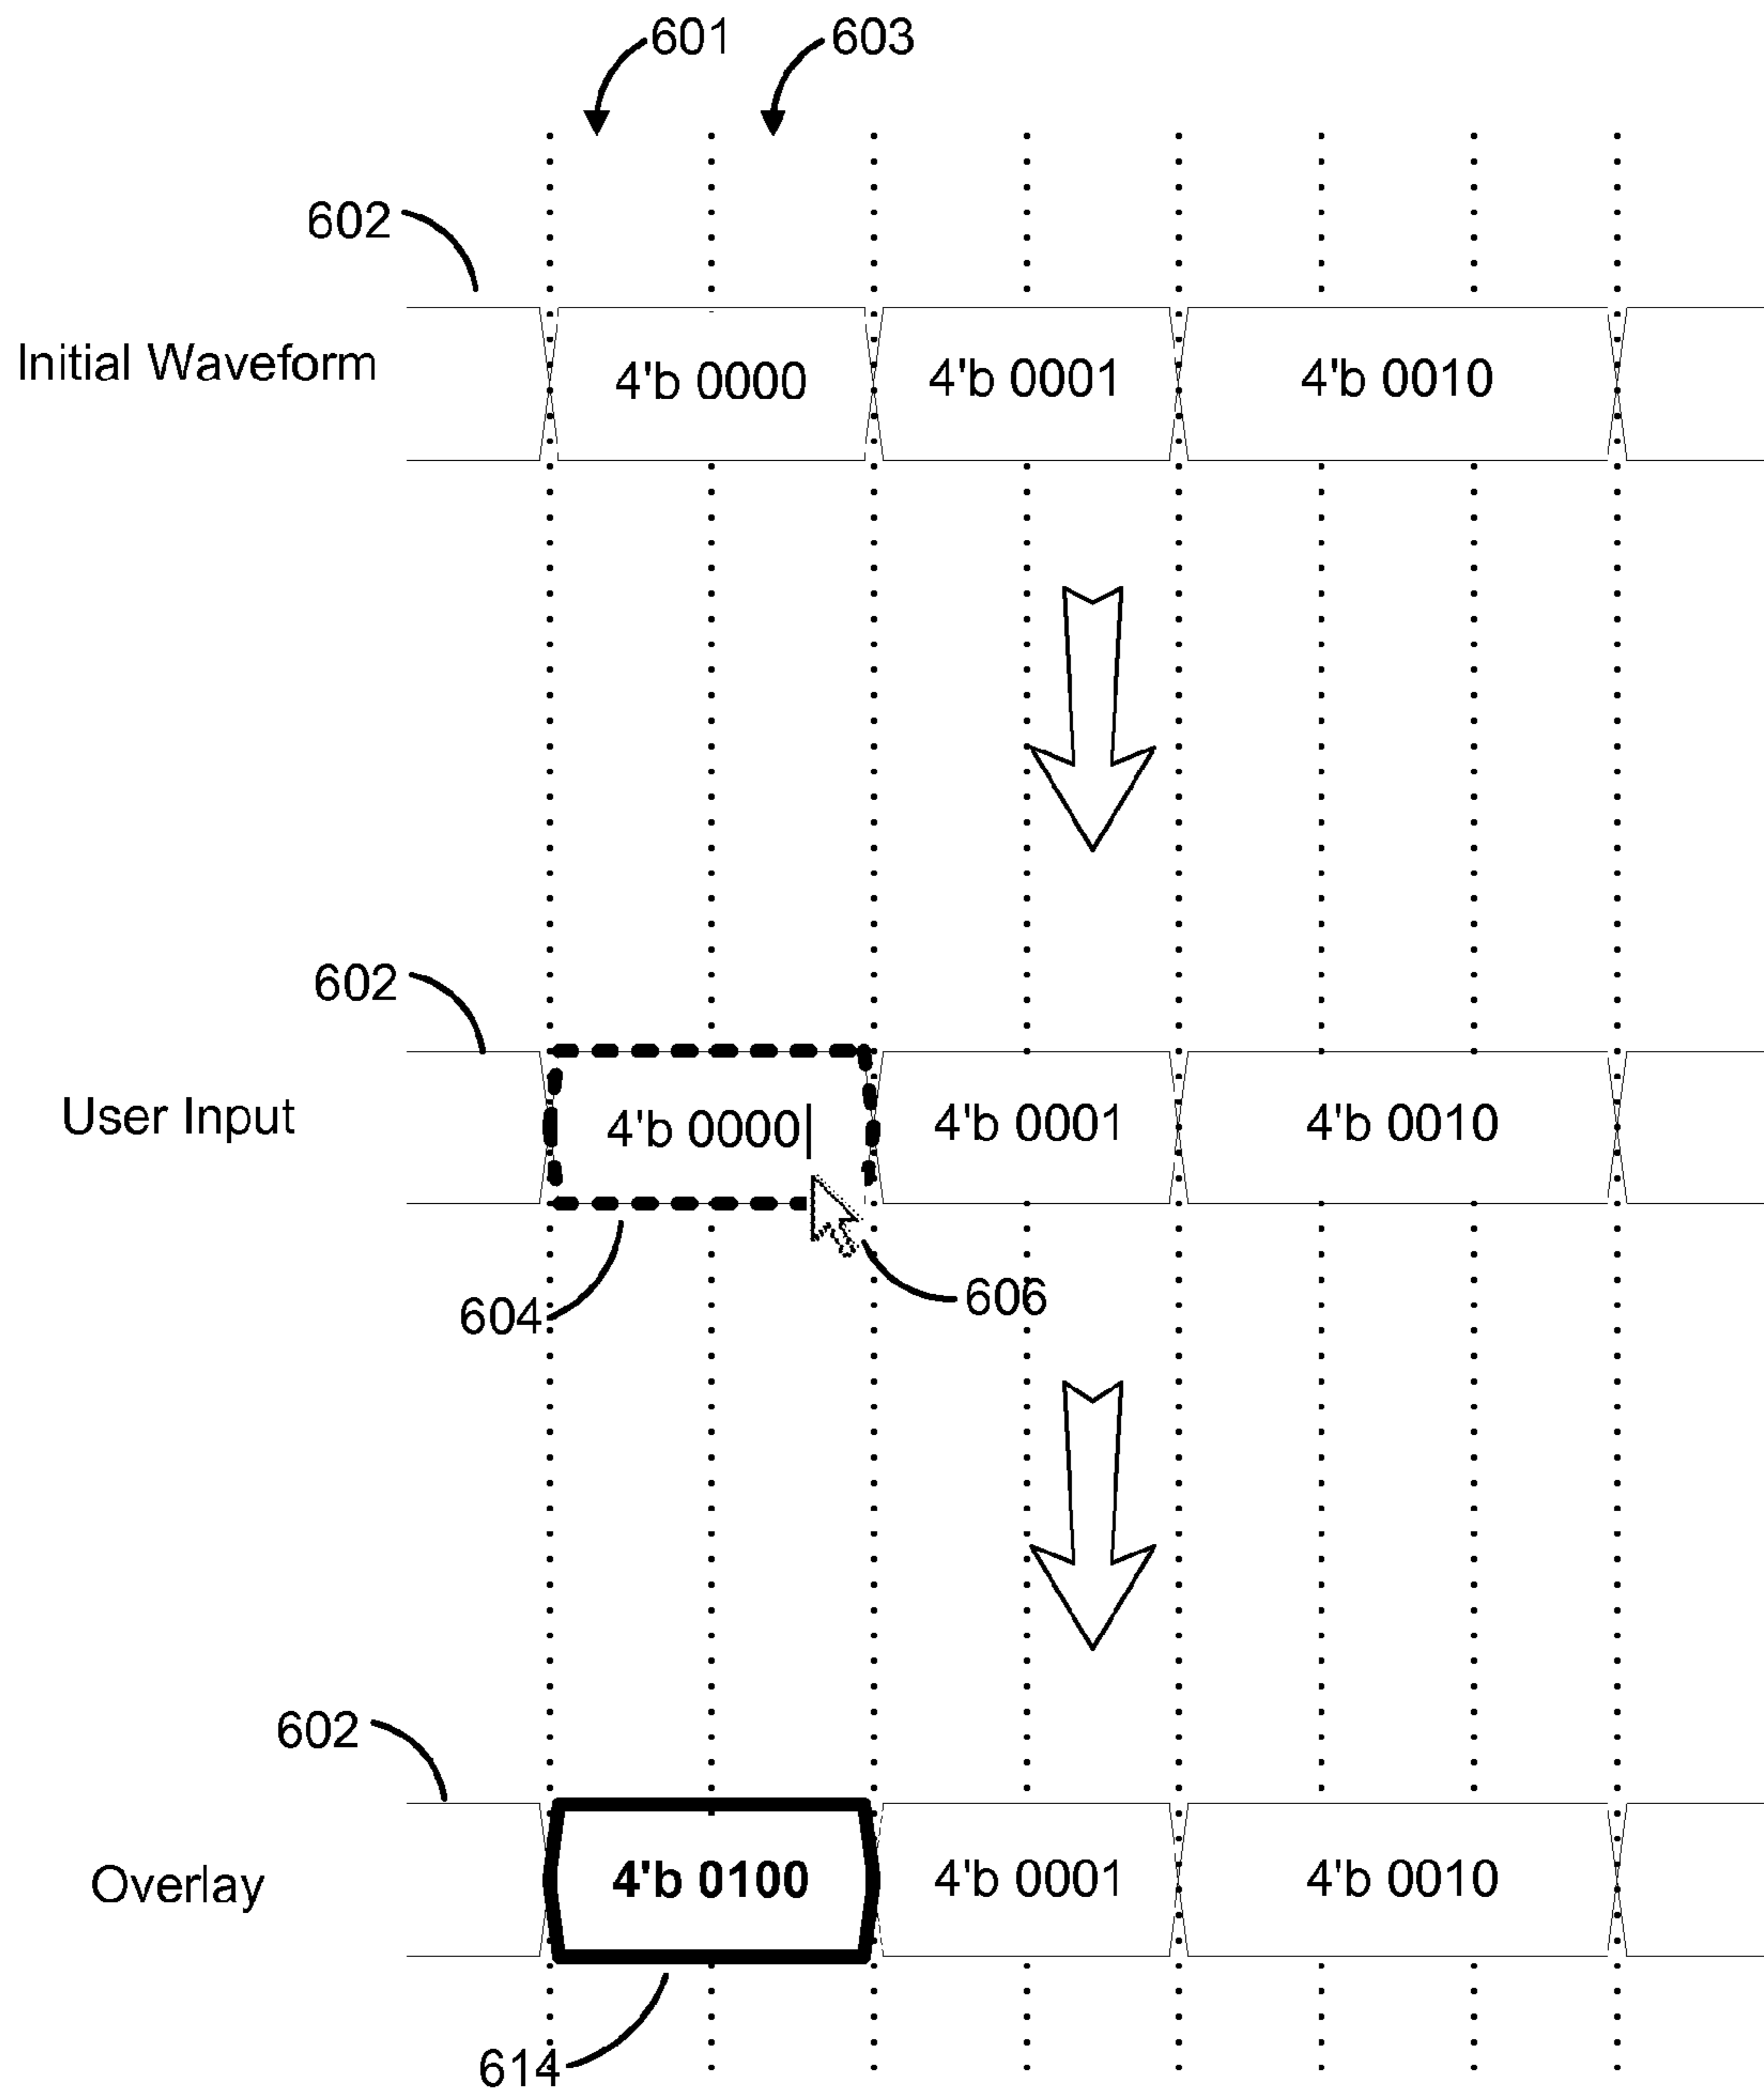 601 603
602
Initial Waveform 4'b 0000 4'b 0001 4'b 0010
602
User Input 4'b 0000 4'b 0001 4'b 0010
604 606
602
Overlay 4'b 0100 4'b 0001 4'b 0010
614